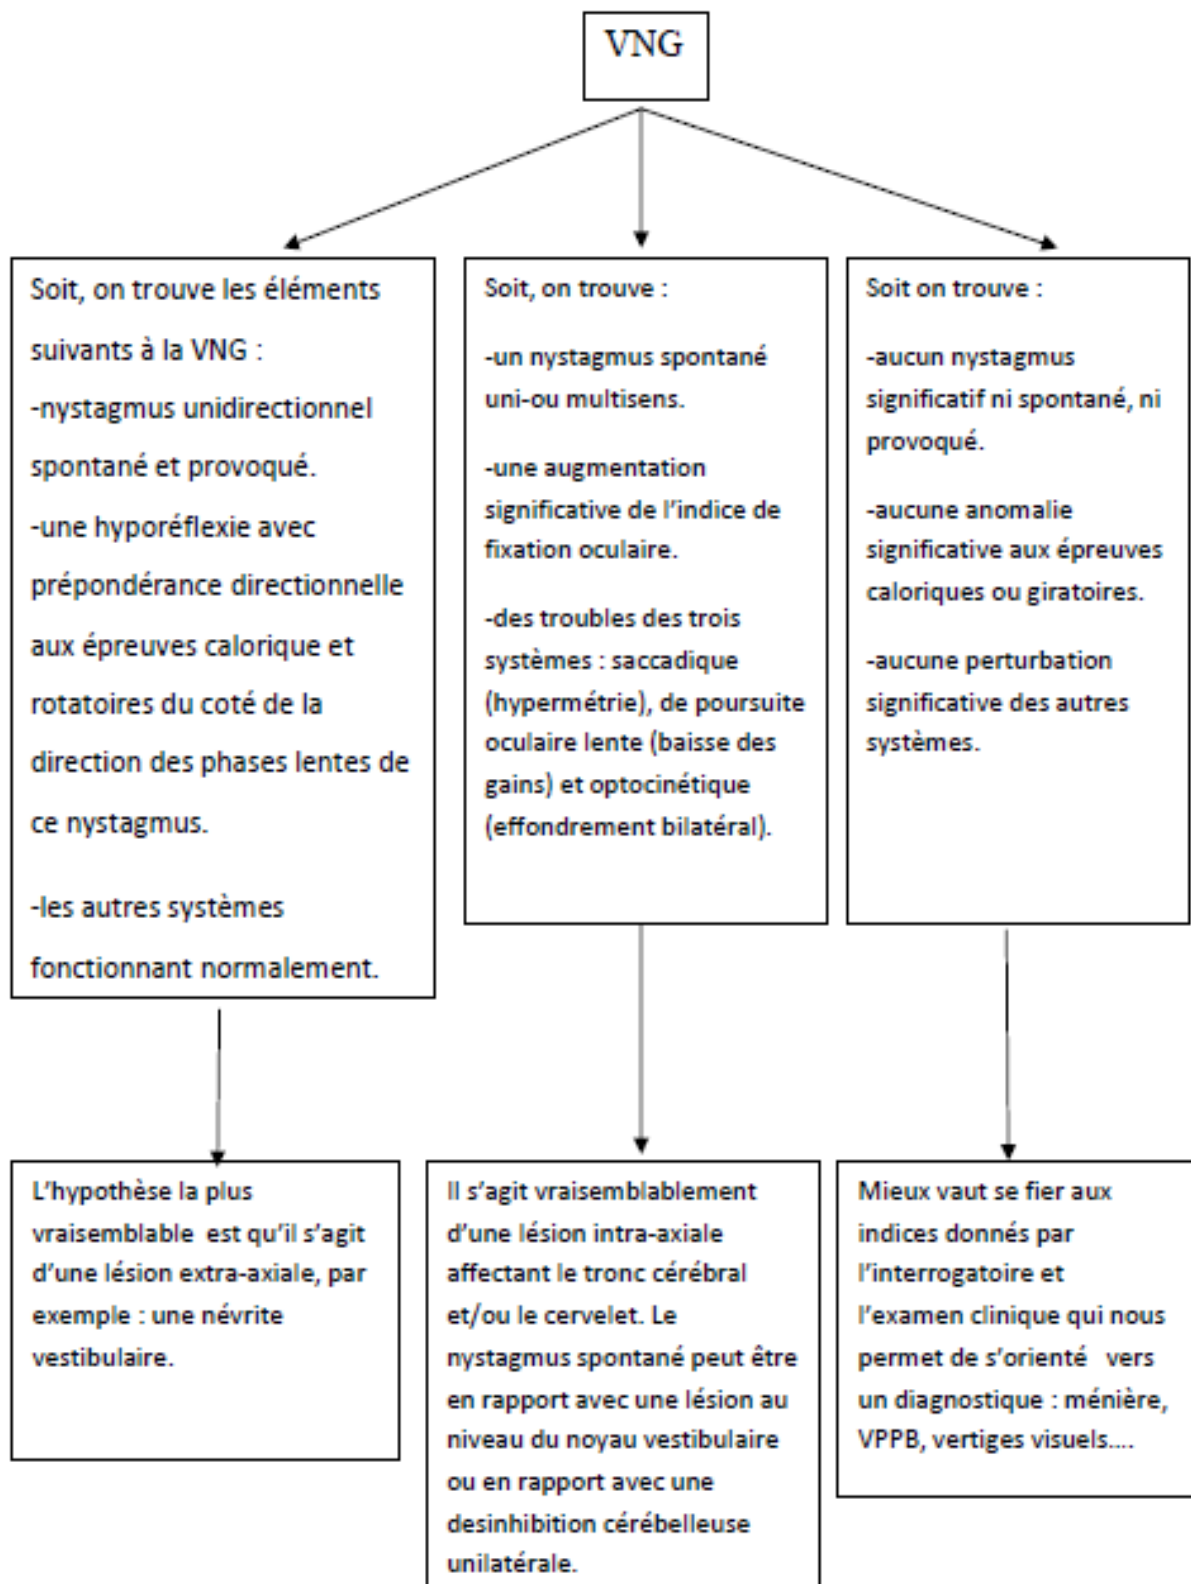 VNG
Soit, on trouve les éléments
suivants à la VNG :
-nystagmus unidirectionnel
spontané et provoqué.
-une hyporéflexie avec
prépondérance directionnelle
aux épreuves calorique et
rotatoires du coté de la
direction des phases lentes de
ce nystagmus.
-les autres systèmes
fonctionnant normalement.
Soit, on trouve :
-un nystagmus spontané
uni-ou multisens.
-une augmentation
significative de l'indice de
fixation oculaire.
-des troubles des trois
systèmes : saccadique
(hypermétrie), de poursuite
oculaire lente (baisse des
gains) et optocinétique
(effondrement bilatéral).
Soit on trouve :
-aucun nystagmus
significatif ni spontané, ni
provoqué.
-aucune anomalie
significative aux épreuves
caloriques ou giratoires.
-aucune perturbation
significative des autres
systèmes.
L'hypothèse la plus
vraisemblable est qu'il s'agit
d'une lésion extra-axiale, par
exemple : une névrite
vestibulaire.
Il s'agit vraisemblablement
d'une lésion intra-axiale
affectant le tronc cérébral
et/ou le cervelet. Le
nystagmus spontané peut être
en rapport avec une lésion au
niveau du noyau vestibulaire
ou en rapport avec une
desinhibition cérébelleuse
unilatérale.
Mieux vaut se fier aux
indices donnés par
l'interrogatoire et
l'examen clinique qui nous
permet de s'orienté vers
un diagnostique : ménière,
VPPB, vertiges visuels....